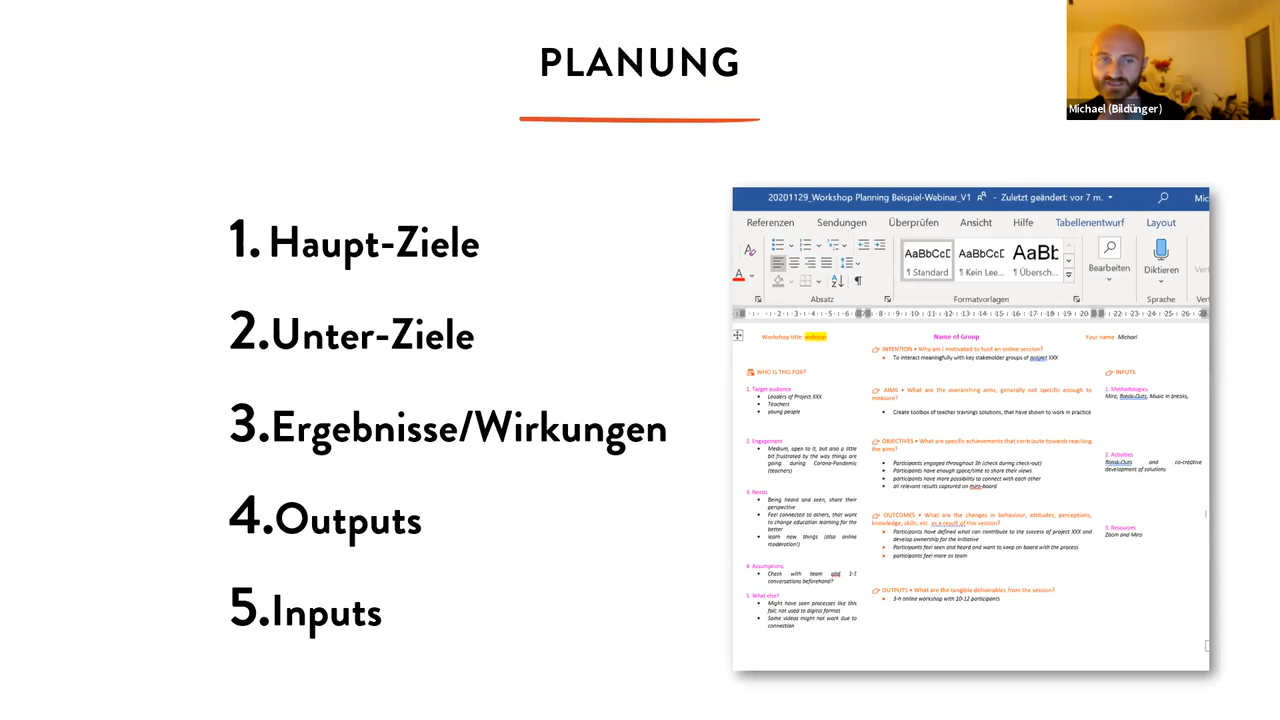 PLANUNG
Michael (Bildünger)
1. Haupt-Ziele
2.Unter-Ziele
3.Ergebnisse/Wirkungen
4.Outputs
5.Inputs
20201129_Workshop Planning Beispiel-Webinar_V1 - Zuletzt geändert: vor 7 m.
Mic
Referenzen Sendungen Überprüfen Ansicht Hilfe Tabellenentwurf Layout
AaBbCcDc AaBbCcDc AaBb
¶ Standard ¶ Kein Lee... ¶ Übersch...
Bearbeiten Diktieren Vert
Absatz Formatvorlagen Sprache Vert
Workshop title: webinar
Name of Group
Your name: Michael
INTENTION • Why am I motivated to host an online session?
• To interact meaningfully with key stakeholder groups of project XXX
WHO IS THIS FOR?
1. Target audience
• Leaders of Project XXX
• Teachers
• young people
2. Engagement
• Medium, open to it, but also a little
bit frustrated by the way things are
going during Corona-Pandemic
(teachers)
3. Needs
• Being heard and seen, share their
perspective
• Feel connected to others, that want
to change education learning for the
better
• learn new things (also online
moderation!)
4. Assumptions
• Check with team and 1-1
conversations beforehand?
5. What else?
• Might have seen processes like this
fail; not used to digital format
• Some videos might not work due to
connection
AIMS • What are the overarching aims, generally not specific enough to
measure?
• Create toolbox of teacher trainings solutions, that have shown to work in practice
OBJECTIVES • What are specific achievements that contribute towards reaching
the aims?
• Participants engaged throughout 3h (check during check-out)
• Participants have enough space/time to share their views
• participants have more possibility to connect with each other
• all relevant results captured on miro-board
OUTCOMES • What are the changes in behaviour, attitudes, perceptions,
knowledge, skills, etc. as a result of this session?
• Participants have defined what can contribute to the success of project XXX and
develop ownership for the initiative
• Participants feel seen and heard and want to keep on board with the process
• participants feel more as team
OUTPUTS • What are the tangible deliverables from the session?
• 3-h online workshop with 10-12 participants
INPUTS
1. Methodologies
Miro, Break-Outs, Music in breaks,
2. Activities
Break-Outs and co-creative
development of solutions
3. Resources
Zoom and Miro